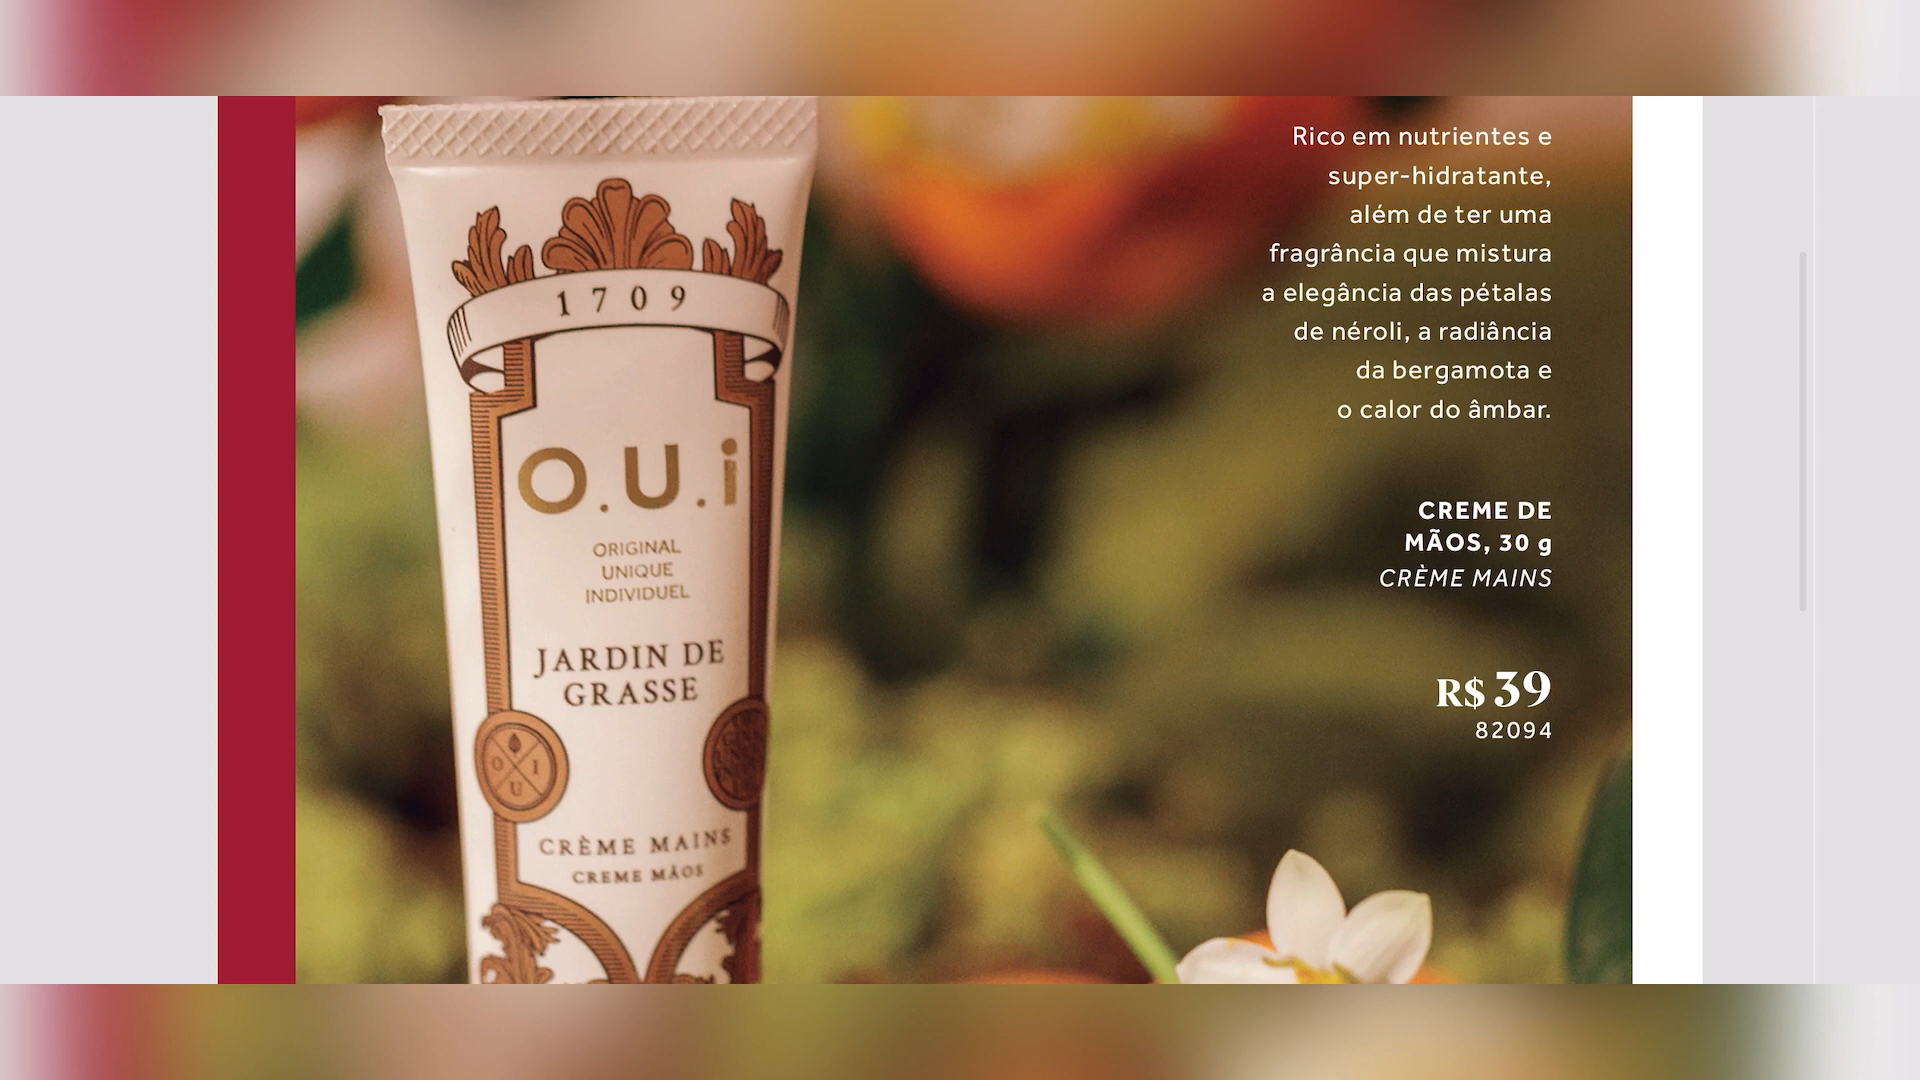 1709
O.U.i
ORIGINAL
UNIQUE
INDIVIDUEL
JARDIN DE
GRASSE
O I
U
CRÈME MAINS
CREME MÃOS
Rico em nutrientes e
super-hidratante,
além de ter uma
fragrância que mistura
a elegância das pétalas
de néroli, a radiância
da bergamota e
o calor do âmbar.
CREME DE
MÃOS, 30 g
CRÈME MAINS
R$ 39
82094